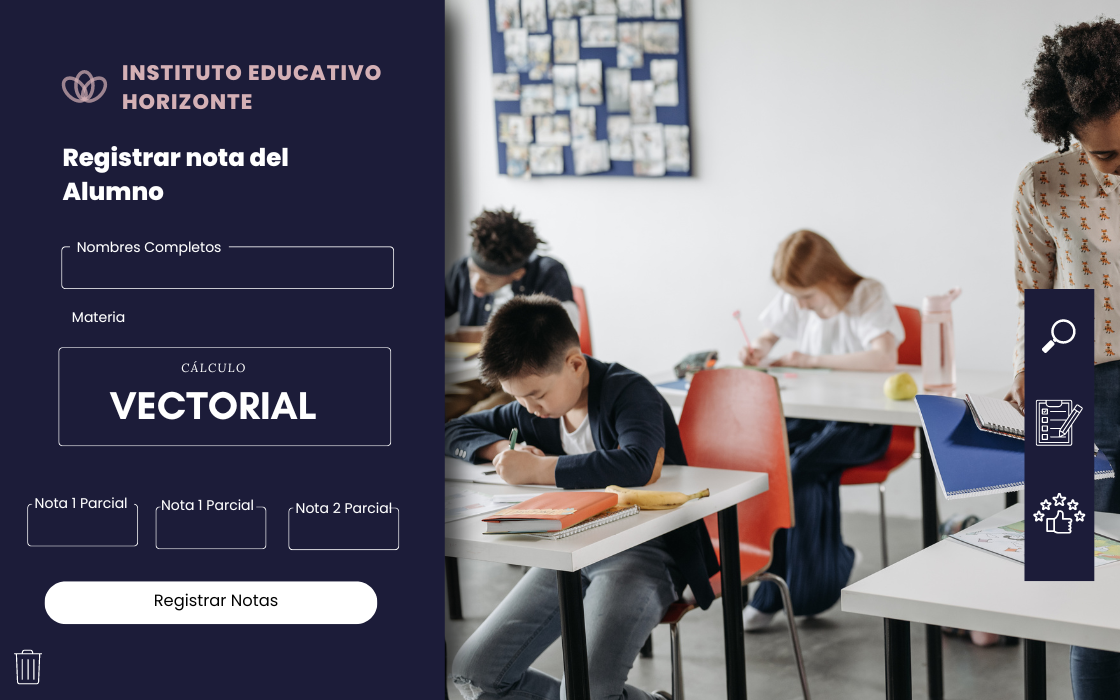 INSTITUTO EDUCATIVO
HORIZONTE
Registrar nota del
Alumno
Nombres Completos
Materia
CÁLCULO
VECTORIAL
Nota 1 Parcial
Nota 1 Parcial
Nota 2 Parcial
Registrar Notas